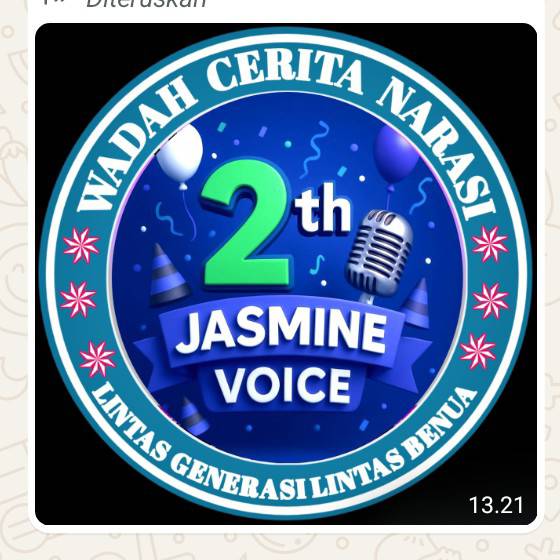 Diteruskan
WADAH CERITA NARASI
2th
JASMINE
VOICE
LINTAS GENERASI LINTAS BENUA
13.21